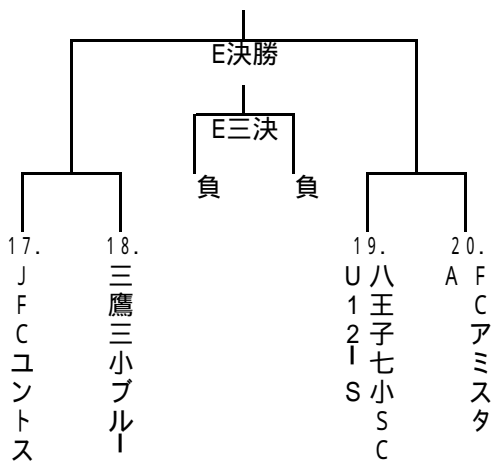 E決勝
E三決
負
負
17.
18.
19.
20.
JFCユントス
三鷹三小ブルー
八王子七小SC
U12-S
FCアミスタ
A